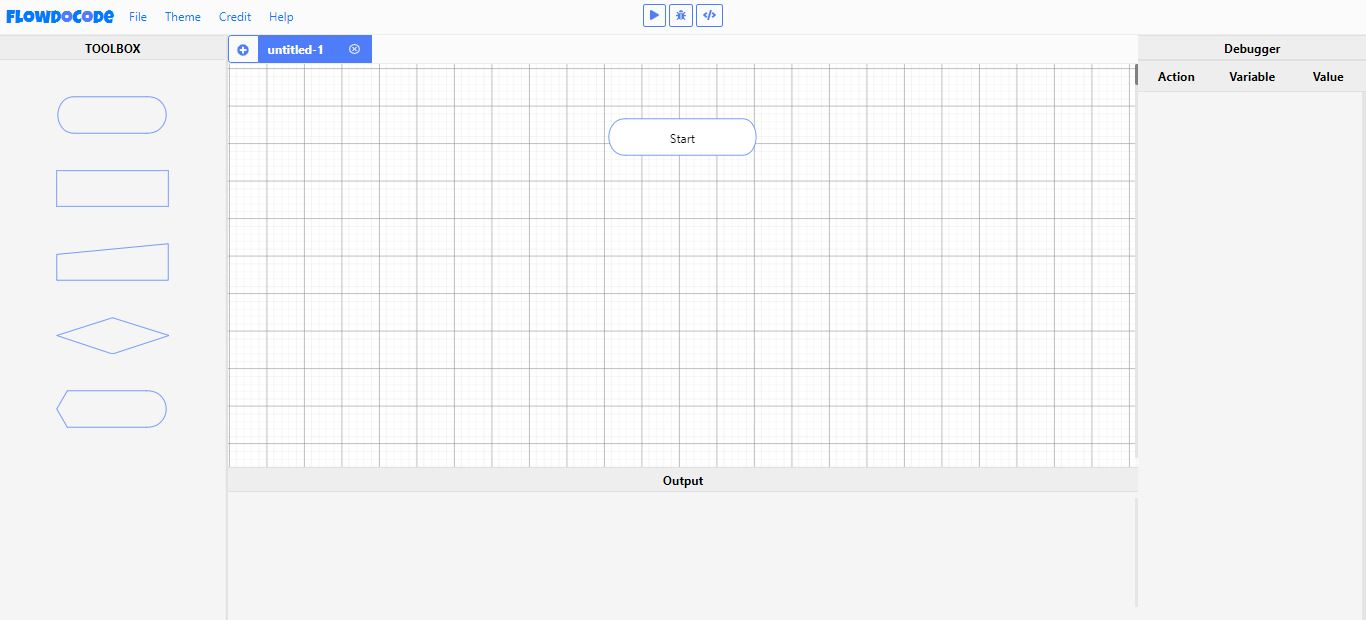 FLOWDOCODE File Theme Credit Help
TOOLBOX
untitled-1
Debugger
Action Variable Value
Start
Output